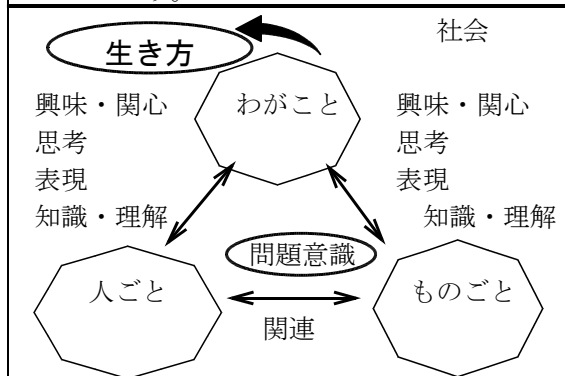 社会
生き方
わがこと
興味・関心
思考
表現
知識・理解
興味・関心
思考
表現
知識・理解
問題意識
人ごと
ものごと
関連